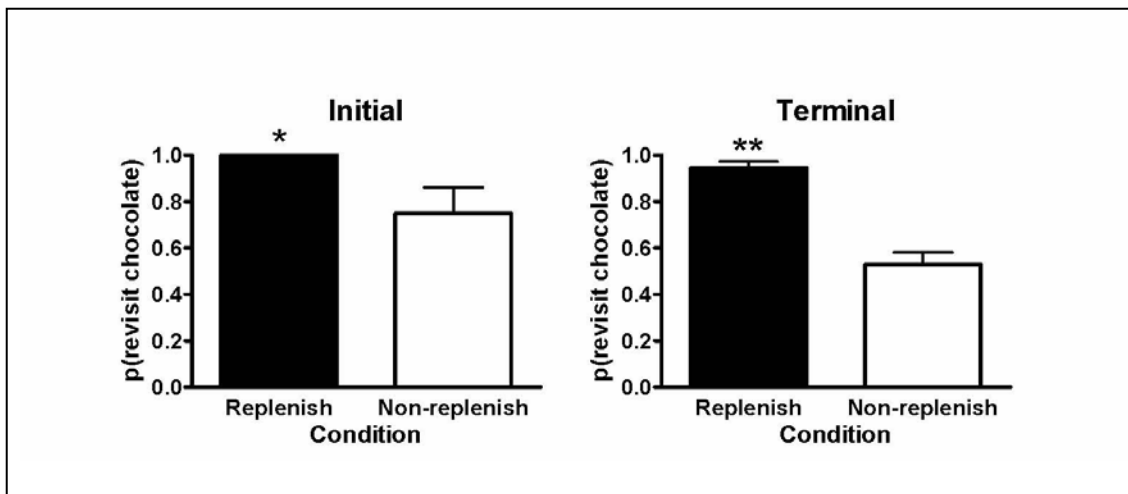 Initial
*
p(revisit chocolate)
1.0
0.8
0.6
0.4
0.2
0.0
Replenish Non-replenish
Condition
Terminal
**
p(revisit chocolate)
1.0
0.8
0.6
0.4
0.2
0.0
Replenish Non-replenish
Condition